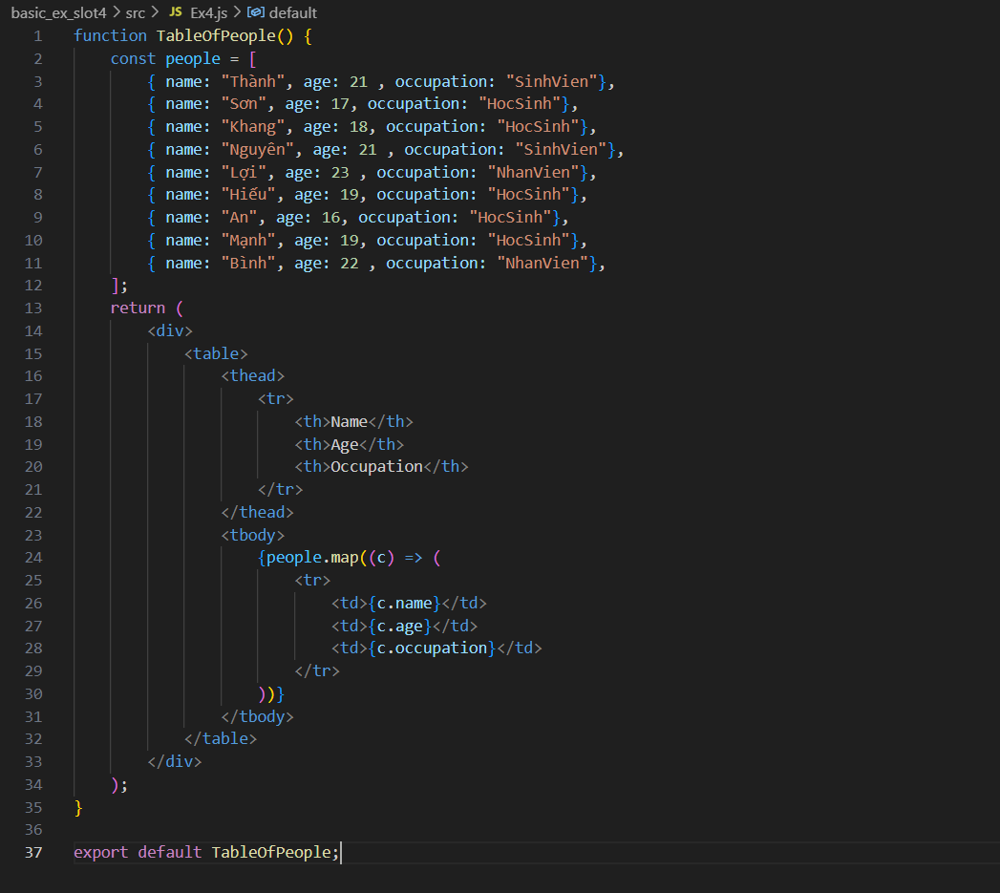 basic_ex_slot4 > src > JS Ex4.js > default
1 function TableOfPeople() {
2     const people = [
3         { name: "Thành", age: 21 , occupation: "SinhVien"},
4         { name: "Sơn", age: 17, occupation: "HocSinh"},
5         { name: "Khang", age: 18, occupation: "HocSinh"},
6         { name: "Nguyên", age: 21 , occupation: "SinhVien"},
7         { name: "Lợi", age: 23 , occupation: "NhanVien"},
8         { name: "Hiếu", age: 19, occupation: "HocSinh"},
9         { name: "An", age: 16, occupation: "HocSinh"},
10         { name: "Mạnh", age: 19, occupation: "HocSinh"},
11         { name: "Bình", age: 22 , occupation: "NhanVien"},
12     ];
13     return (
14         <div>
15             <table>
16                 <thead>
17                     <tr>
18                         <th>Name</th>
19                         <th>Age</th>
20                         <th>Occupation</th>
21                     </tr>
22                 </thead>
23                 <tbody>
24                     {people.map((c) => (
25                         <tr>
26                             <td>{c.name}</td>
27                             <td>{c.age}</td>
28                             <td>{c.occupation}</td>
29                         </tr>
30                     ))}
31                 </tbody>
32             </table>
33         </div>
34     );
35 }
36
37 export default TableOfPeople;